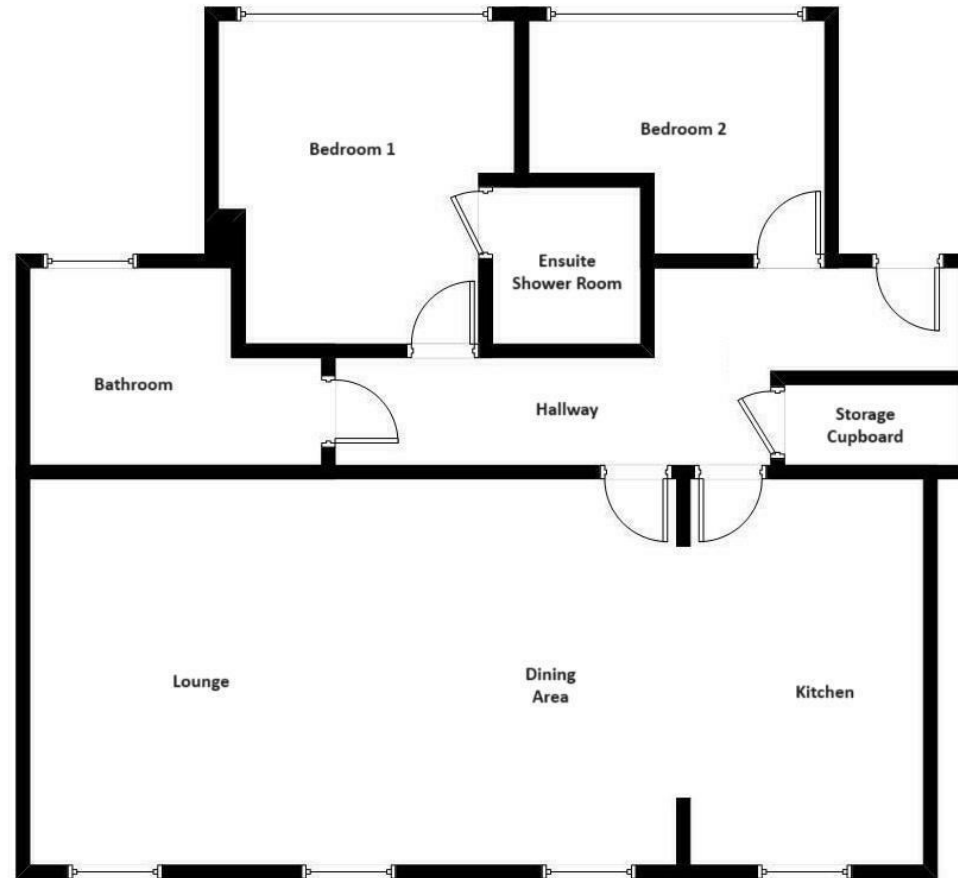 Bedroom 1
Bedroom 2
Ensuite
Shower Room
Bathroom
Hallway
Storage
Cupboard
Lounge
Dining
Area
Kitchen